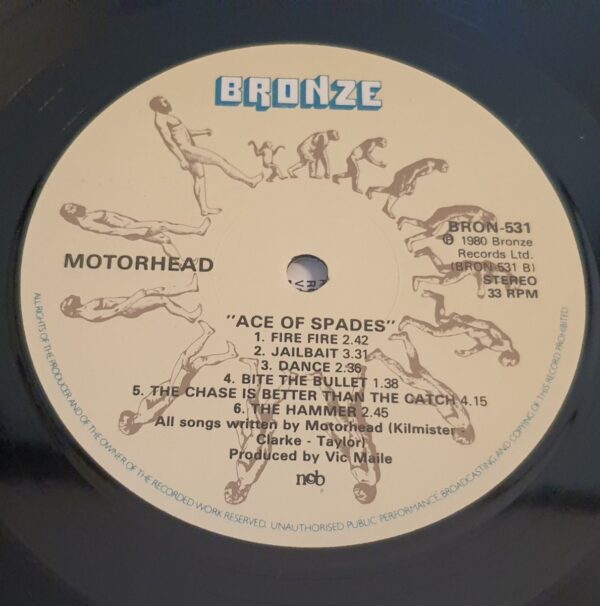 BRONZE
MOTORHEAD
BRON-531
℗ 1980 Bronze
Records Ltd.
(BRON 531 B)
STEREO
33 RPM
"ACE OF SPADES"
1. FIRE FIRE 2.42
2. JAILBAIT 3.31
3. DANCE 2.36
4. BITE THE BULLET 1.38
5. THE CHASE IS BETTER THAN THE CATCH 4.15
6. THE HAMMER 2.45
All songs written by Motorhead (Kilmister -
Clarke - Taylor)
Produced by Vic Maile
ncb
ALL RIGHTS OF THE PRODUCER AND OF THE OWNER OF THE RECORDED WORK RESERVED. UNAUTHORISED PUBLIC PERFORMANCE, BROADCASTING AND COPYING OF THIS RECORD PROHIBITED.